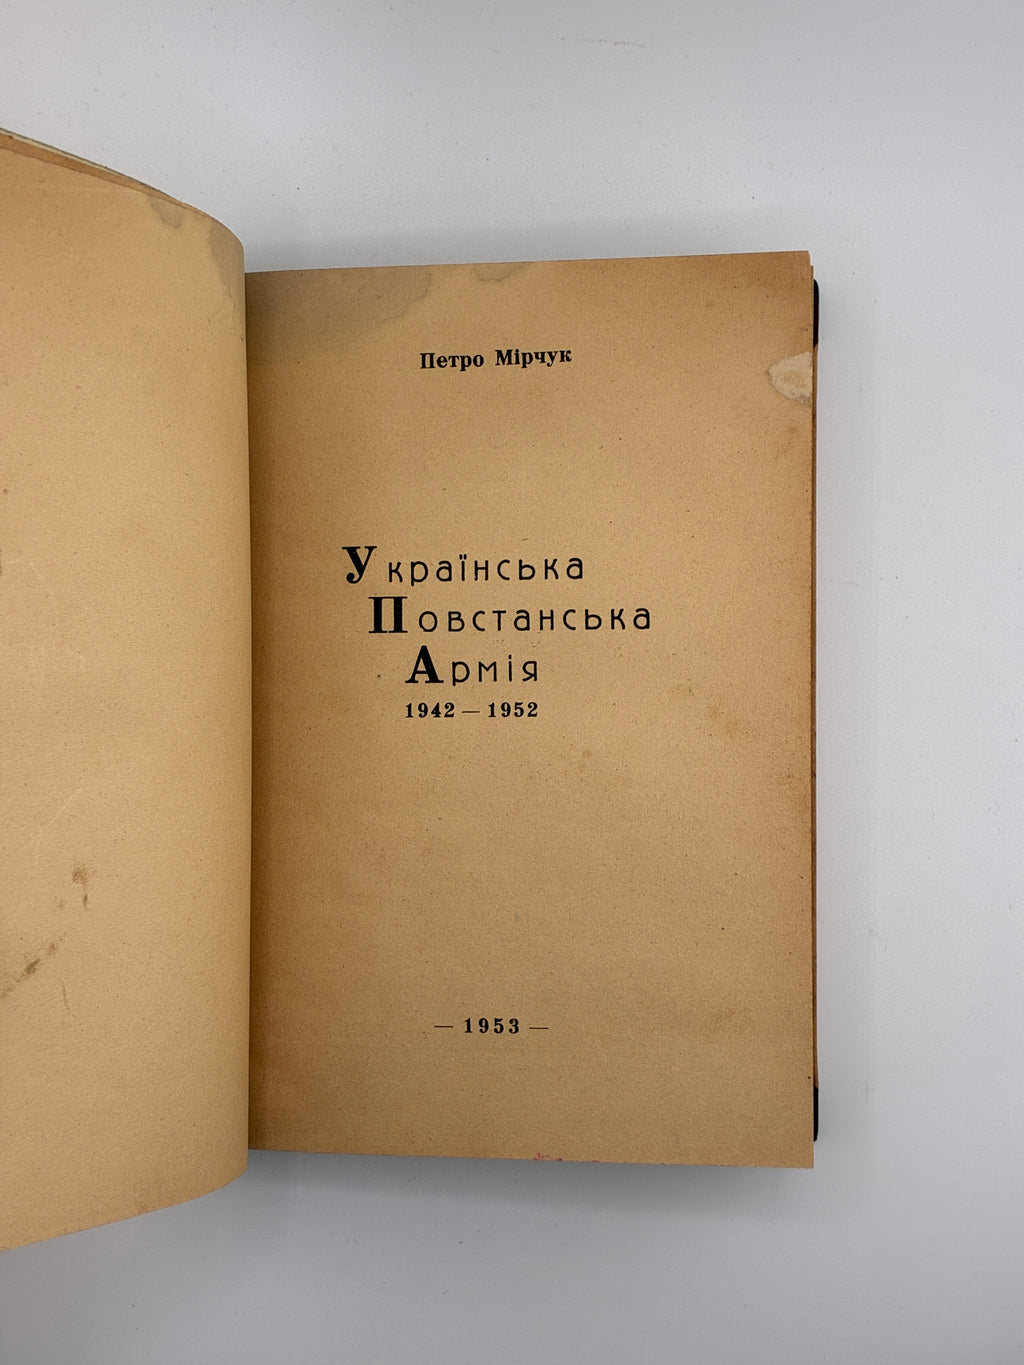 Петро Мірчук
Українська
Повстанська
Армія
1942 — 1952
— 1953 —